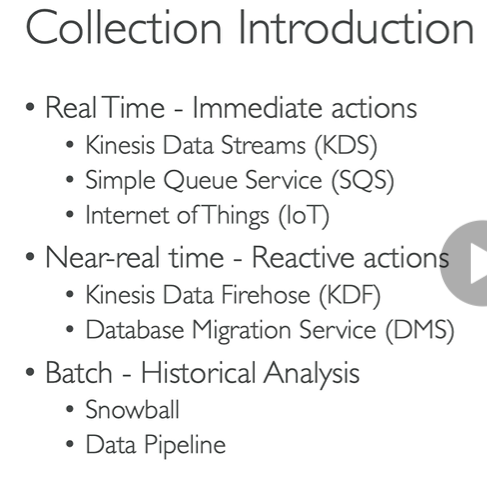 Collection Introduction
• Real Time - Immediate actions
• Kinesis Data Streams (KDS)
• Simple Queue Service (SQS)
• Internet of Things (IoT)
• Near-real time - Reactive actions
• Kinesis Data Firehose (KDF)
• Database Migration Service (DMS)
• Batch - Historical Analysis
• Snowball
• Data Pipeline